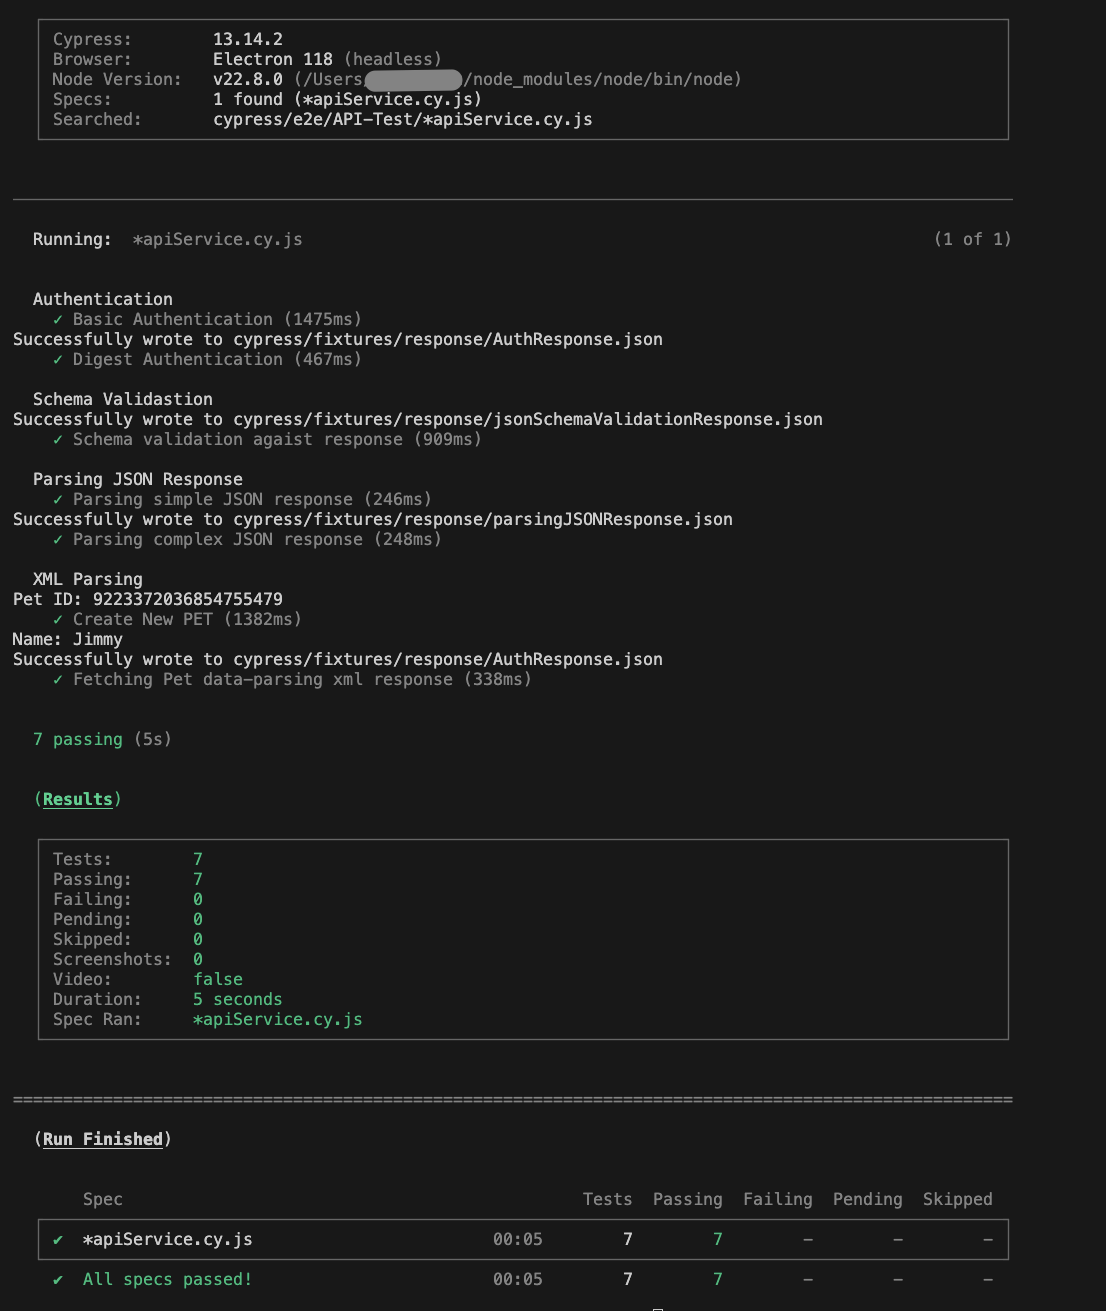 Cypress: 13.14.2
Browser: Electron 118 (headless)
Node Version: v22.8.0 (/Users/ /node_modules/node/bin/node)
Specs: 1 found (*apiService.cy.js)
Searched: cypress/e2e/API-Test/*apiService.cy.js
Running: *apiService.cy.js (1 of 1)
Authentication
✓ Basic Authentication (1475ms)
Successfully wrote to cypress/fixtures/response/AuthResponse.json
✓ Digest Authentication (467ms)
Schema Validastion
Successfully wrote to cypress/fixtures/response/jsonSchemaValidationResponse.json
✓ Schema validation agaist response (909ms)
Parsing JSON Response
✓ Parsing simple JSON response (246ms)
Successfully wrote to cypress/fixtures/response/parsingJSONResponse.json
✓ Parsing complex JSON response (248ms)
XML Parsing
Pet ID: 9223372036854755479
✓ Create New PET (1382ms)
Name: Jimmy
Successfully wrote to cypress/fixtures/response/AuthResponse.json
✓ Fetching Pet data-parsing xml response (338ms)
7 passing (5s)
(Results)
Tests: 7
Passing: 7
Failing: 0
Pending: 0
Skipped: 0
Screenshots: 0
Video: false
Duration: 5 seconds
Spec Ran: *apiService.cy.js
====================================================================================================
(Run Finished)
Spec Tests Passing Failing Pending Skipped
✔ *apiService.cy.js 00:05 7 7 – – –
✔ All specs passed! 00:05 7 7 – – –